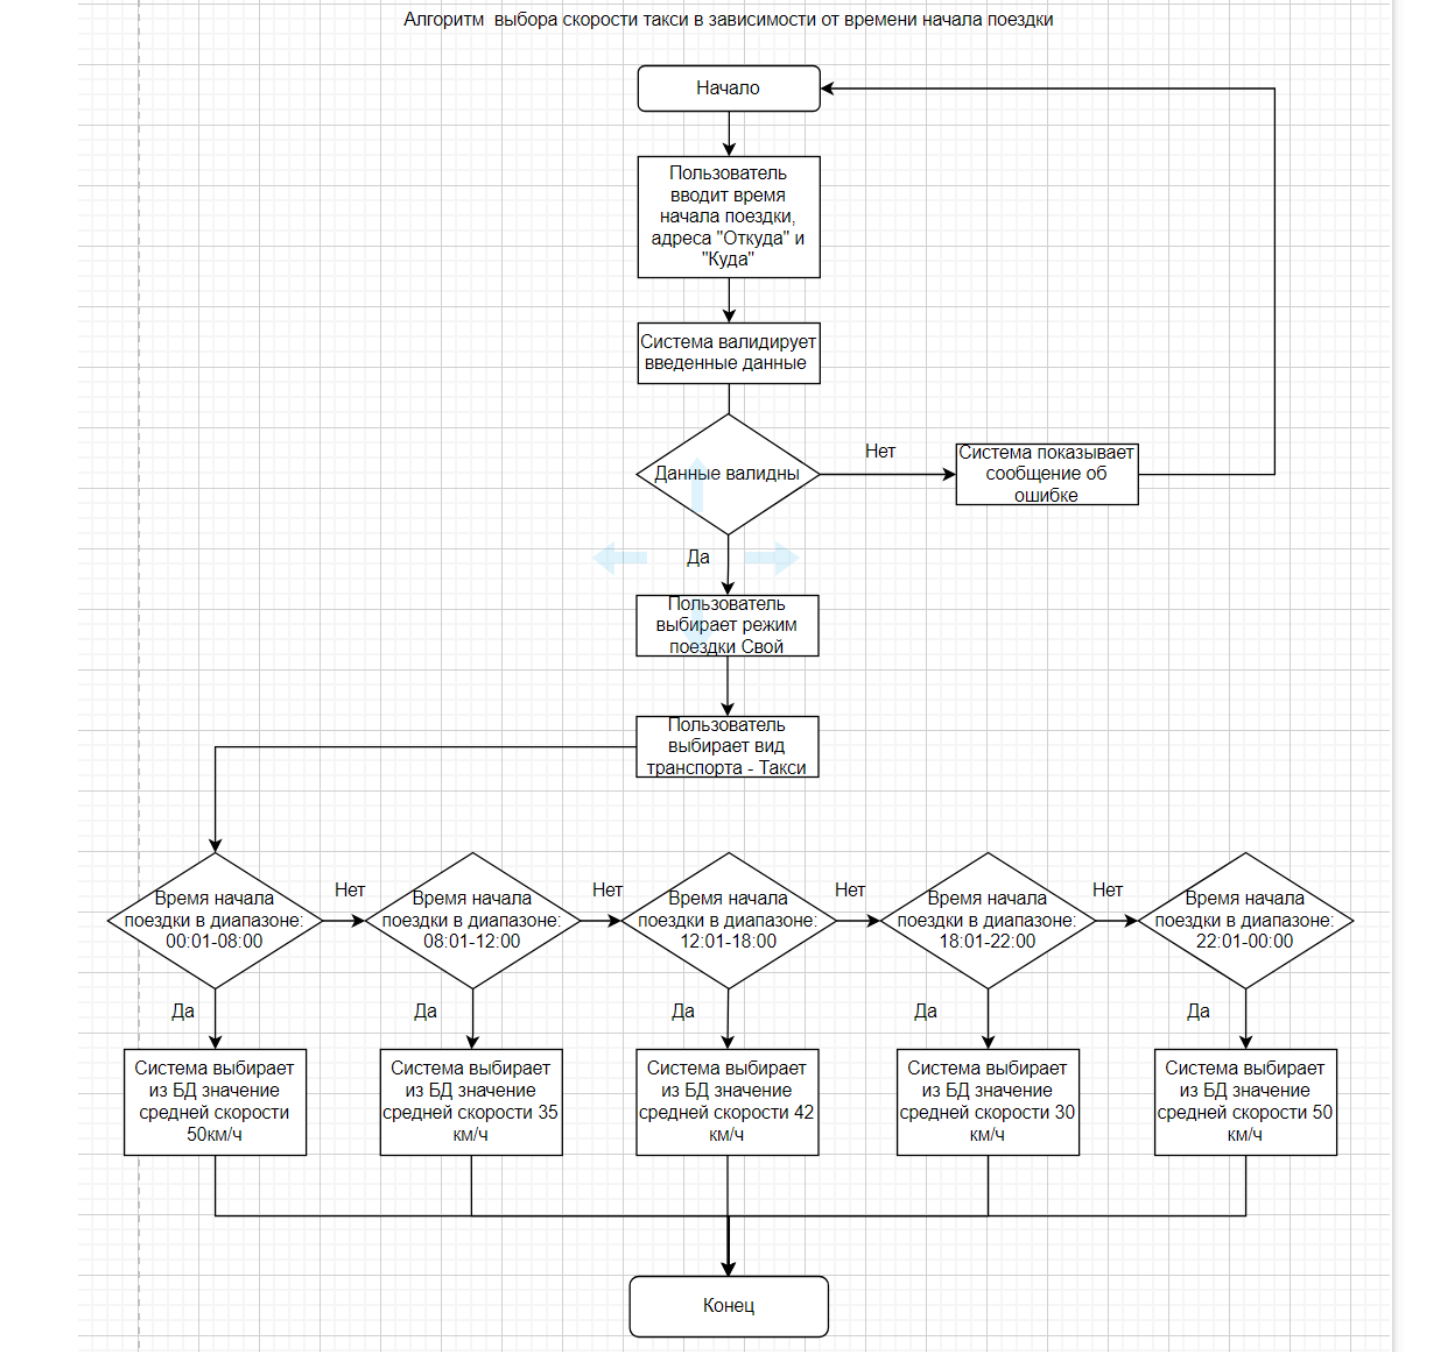 Алгоритм  выбора скорости такси в зависимости от времени начала поездки
Начало
Пользователь
вводит время
начала поездки,
адреса "Откуда" и
"Куда"
Система валидирует
введенные данные
Данные валидны
Нет
Система показывает
сообщение об
ошибке
Да
Пользователь
выбирает режим
поездки Свой
Пользователь
выбирает вид
транспорта - Такси
Время начала
поездки в диапазоне:
00:01-08:00
Нет
Время начала
поездки в диапазоне:
08:01-12:00
Нет
Время начала
поездки в диапазоне:
12:01-18:00
Нет
Время начала
поездки в диапазоне:
18:01-22:00
Нет
Время начала
поездки в диапазоне:
22:01-00:00
Да
Да
Да
Да
Да
Система выбирает
из БД значение
средней скорости
50км/ч
Система выбирает
из БД значение
средней скорости 35
км/ч
Система выбирает
из БД значение
средней скорости 42
км/ч
Система выбирает
из БД значение
средней скорости 30
км/ч
Система выбирает
из БД значение
средней скорости 50
км/ч
Конец